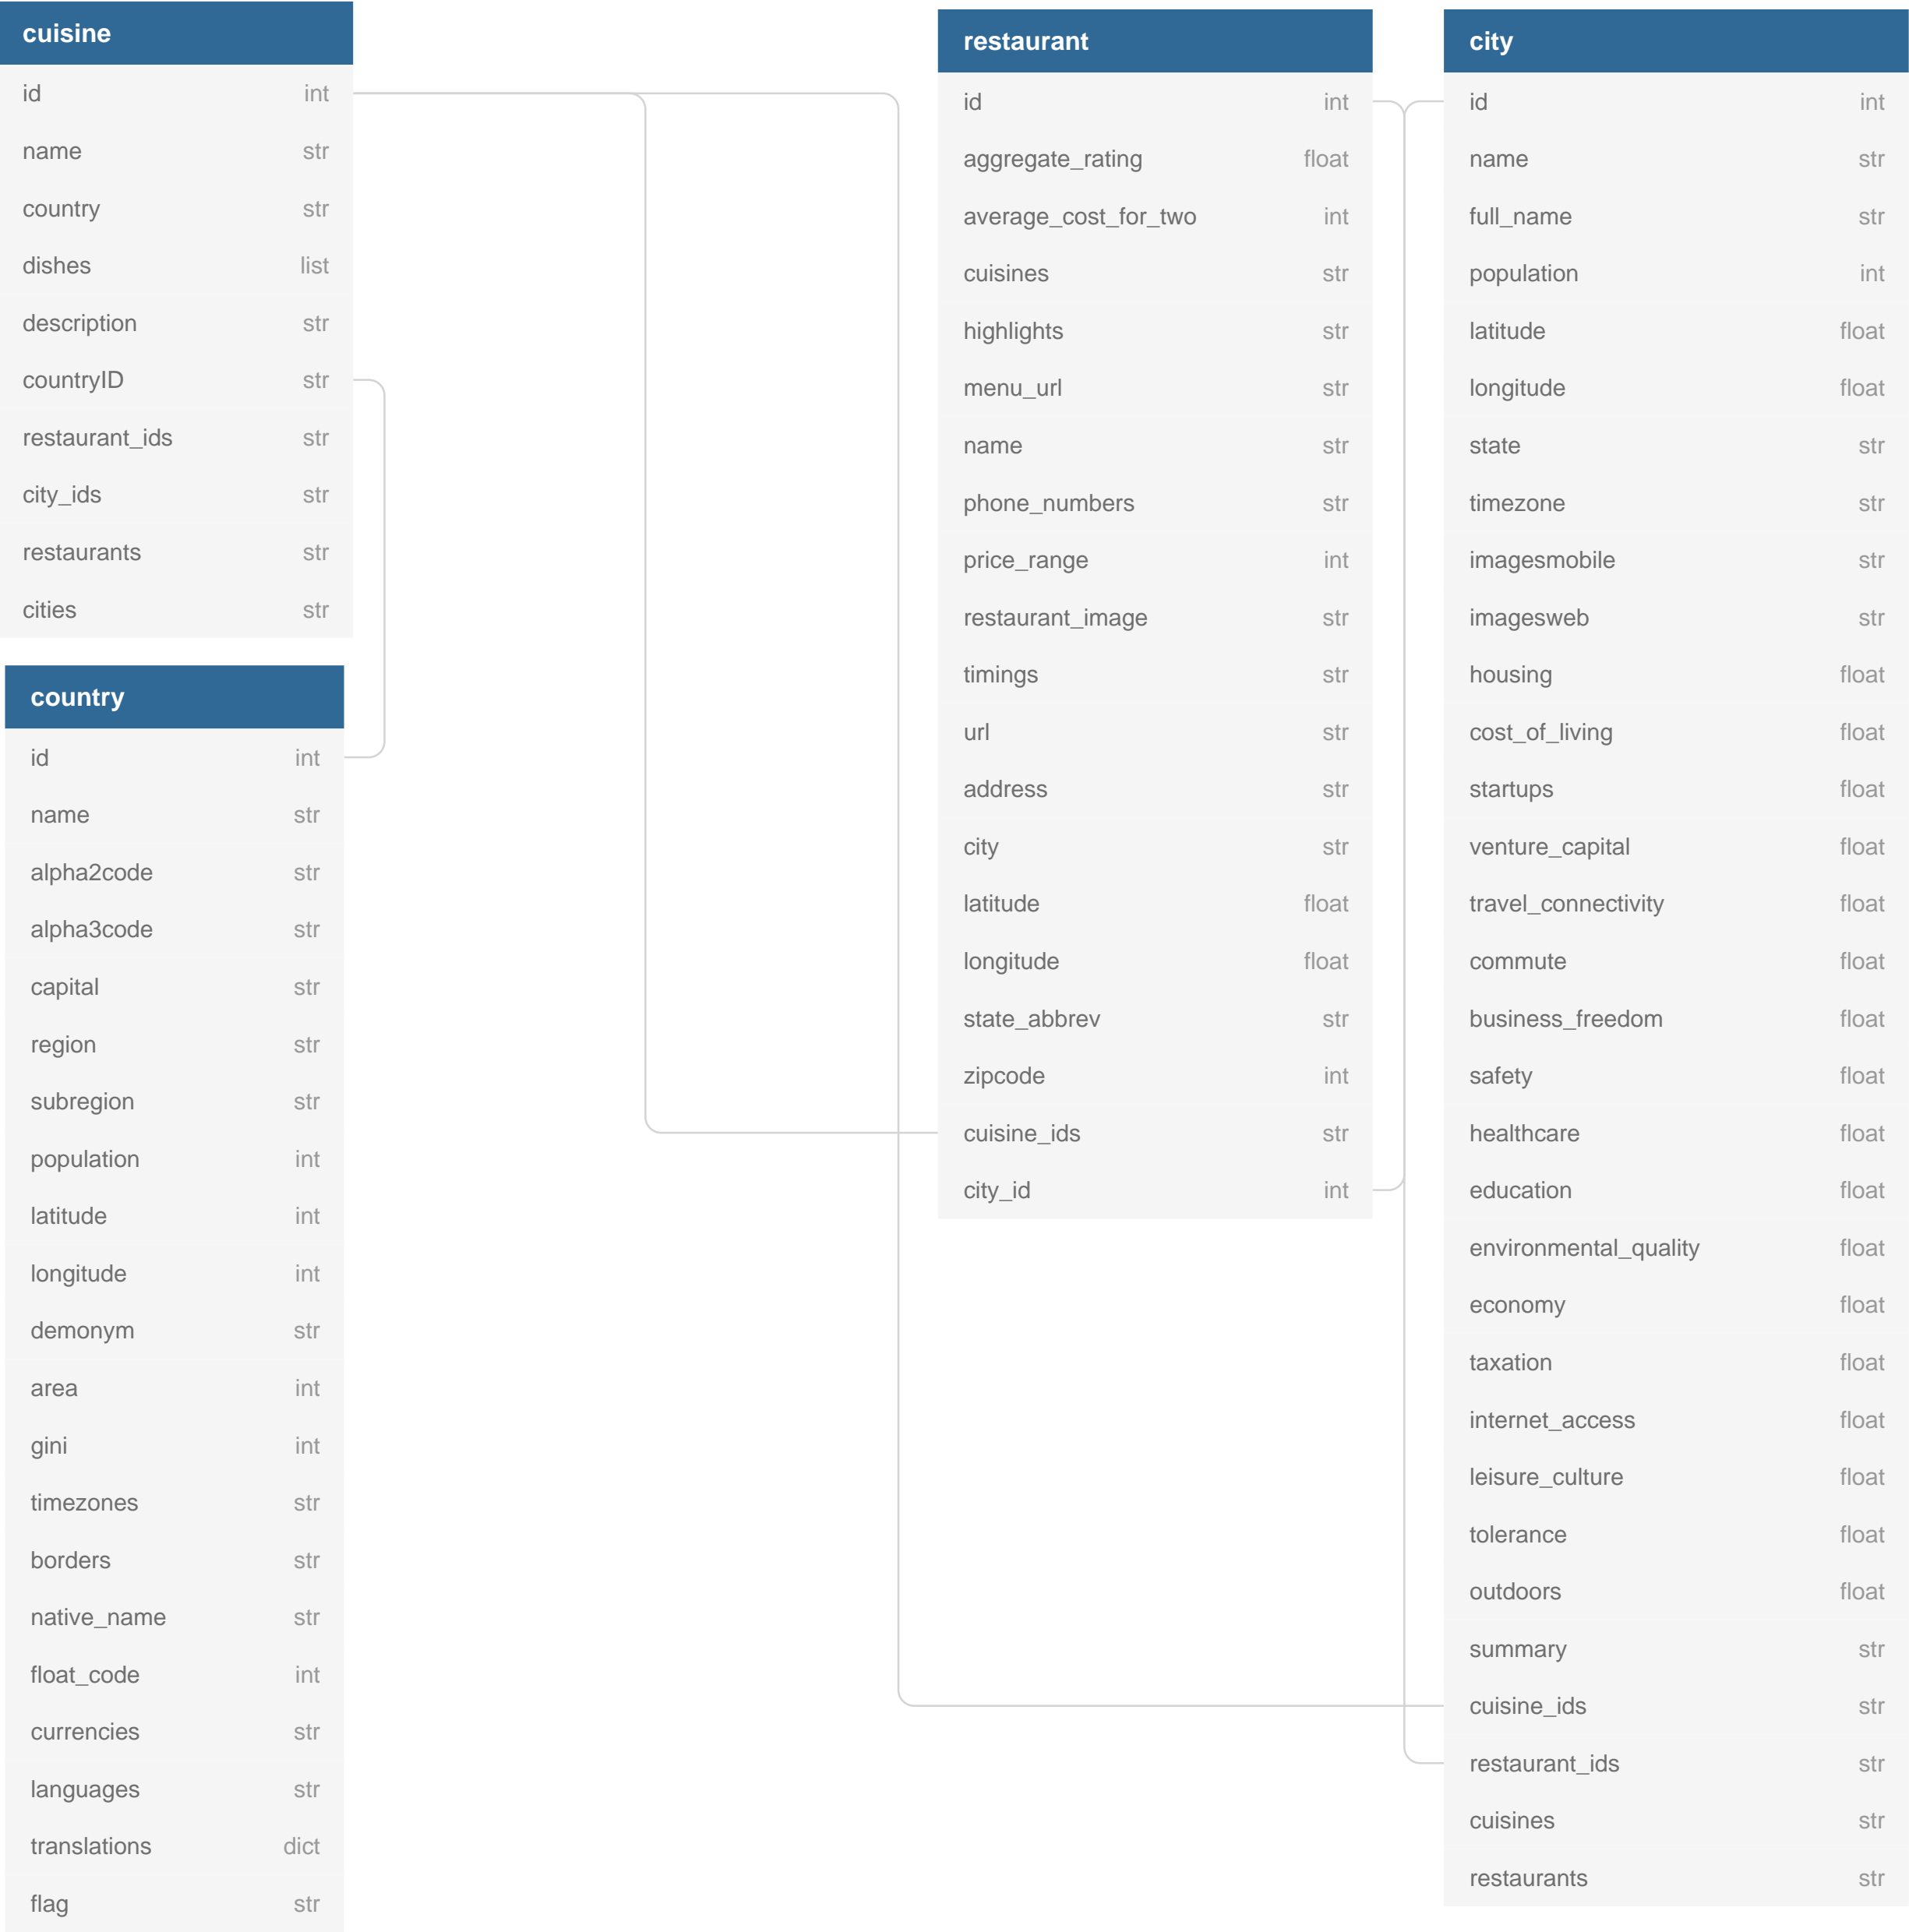 cuisine
id int
name str
country str
dishes list
description str
countryID str
restaurant_ids str
city_ids str
restaurants str
cities str
country
id int
name str
alpha2code str
alpha3code str
capital str
region str
subregion str
population int
latitude int
longitude int
demonym str
area int
gini int
timezones str
borders str
native_name str
float_code int
currencies str
languages str
translations dict
flag str
restaurant
id int
aggregate_rating float
average_cost_for_two int
cuisines str
highlights str
menu_url str
name str
phone_numbers str
price_range int
restaurant_image str
timings str
url str
address str
city str
latitude float
longitude float
state_abbrev str
zipcode int
cuisine_ids str
city_id int
city
id int
name str
full_name str
population int
latitude float
longitude float
state str
timezone str
imagesmobile str
imagesweb str
housing float
cost_of_living float
startups float
venture_capital float
travel_connectivity float
commute float
business_freedom float
safety float
healthcare float
education float
environmental_quality float
economy float
taxation float
internet_access float
leisure_culture float
tolerance float
outdoors float
summary str
cuisine_ids str
restaurant_ids str
cuisines str
restaurants str